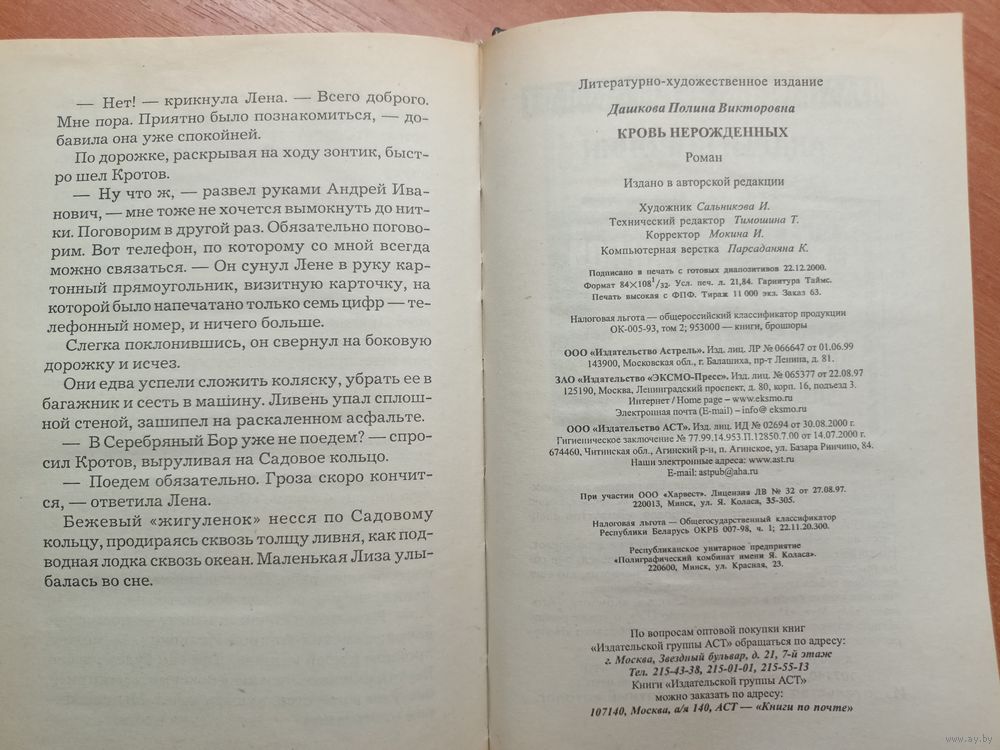 — Нет! — крикнула Лена. — Всего доброго.
Мне пора. Приятно было познакомиться, — до-
бавила она уже спокойней.
По дорожке, раскрывая на ходу зонтик, быст-
ро шел Кротов.
— Ну что ж, — развел руками Андрей Ива-
нович, — мне тоже не хочется вымокнуть до нит-
ки. Поговорим в другой раз. Обязательно погово-
рим. Вот телефон, по которому со мной всегда
можно связаться. — Он сунул Лене в руку кар-
тонный прямоугольник, визитную карточку, на
которой было напечатано только семь цифр — те-
лефонный номер, и ничего больше.
Слегка поклонившись, он свернул на боковую
дорожку и исчез.
Они едва успели сложить коляску, убрать ее в
багажник и сесть в машину. Ливень упал сплош-
ной стеной, зашипел на раскаленном асфальте.
— В Серебряный Бор уже не поедем? — спро-
сил Кротов, выруливая на Садовое кольцо.
— Поедем обязательно. Гроза скоро кончит-
ся, — ответила Лена.
Бежевый «жигуленок» несся по Садовому
кольцу, продираясь сквозь толщу ливня, как под-
водная лодка сквозь океан. Маленькая Лиза улы-
балась во сне.
Литературно-художественное издание
Дашкова Полина Викторовна
КРОВЬ НЕРОЖДЕННЫХ
Роман
Издано в авторской редакции
Художник Сальникова И.
Технический редактор Тимошина Т.
Корректор Мокина И.
Компьютерная верстка Парсаданяна К.
Подписано в печать с готовых диапозитивов 22.12.2000.
Формат 84×108 1/32. Усл. печ. л. 21,84. Гарнитура Таймс.
Печать высокая с ФПФ. Тираж 11 000 экз. Заказ 63.
Налоговая льгота — общероссийский классификатор продукции
ОК-005-93, том 2; 953000 — книги, брошюры
ООО «Издательство Астрель». Изд. лиц. ЛР № 066647 от 01.06.99
143900, Московская обл., г. Балашиха, пр-т Ленина, д. 81.
ЗАО «Издательство «ЭКСМО-Пресс». Изд. лиц. № 065377 от 22.08.97
125190, Москва, Ленинградский проспект, д. 80, корп. 16, подъезд 3.
Интернет / Home page – www.eksmo.ru
Электронная почта (E-mail) – info@ eksmo.ru
ООО «Издательство АСТ». Изд. лиц. ИД № 02694 от 30.08.2000 г.
Гигиеническое заключение № 77.99.14.953.П.12850.7.00 от 14.07.2000 г.
674460, Читинская обл., Агинский р-н, п. Агинское, ул. Базара Ринчино, 84.
Наши электронные адреса: www.ast.ru
E-mail: astpub@aha.ru
При участии ООО «Харвест». Лицензия ЛВ № 32 от 27.08.97.
220013, Минск, ул. Я. Коласа, 35-305.
Налоговая льгота — Общегосударственный классификатор
Республики Беларусь ОКРБ 007-98, ч. 1; 22.11.20.300.
Республиканское унитарное предприятие
«Полиграфический комбинат имени Я. Коласа».
220600, Минск, ул. Красная, 23.
По вопросам оптовой покупки книг
«Издательской группы АСТ» обращаться по адресу:
г. Москва, Звездный бульвар, д. 21, 7-й этаж
Тел. 215-43-38, 215-01-01, 215-55-13
Книги «Издательской группы АСТ»
можно заказать по адресу:
107140, Москва, а/я 140, АСТ — «Книги по почте»
www.ay.by